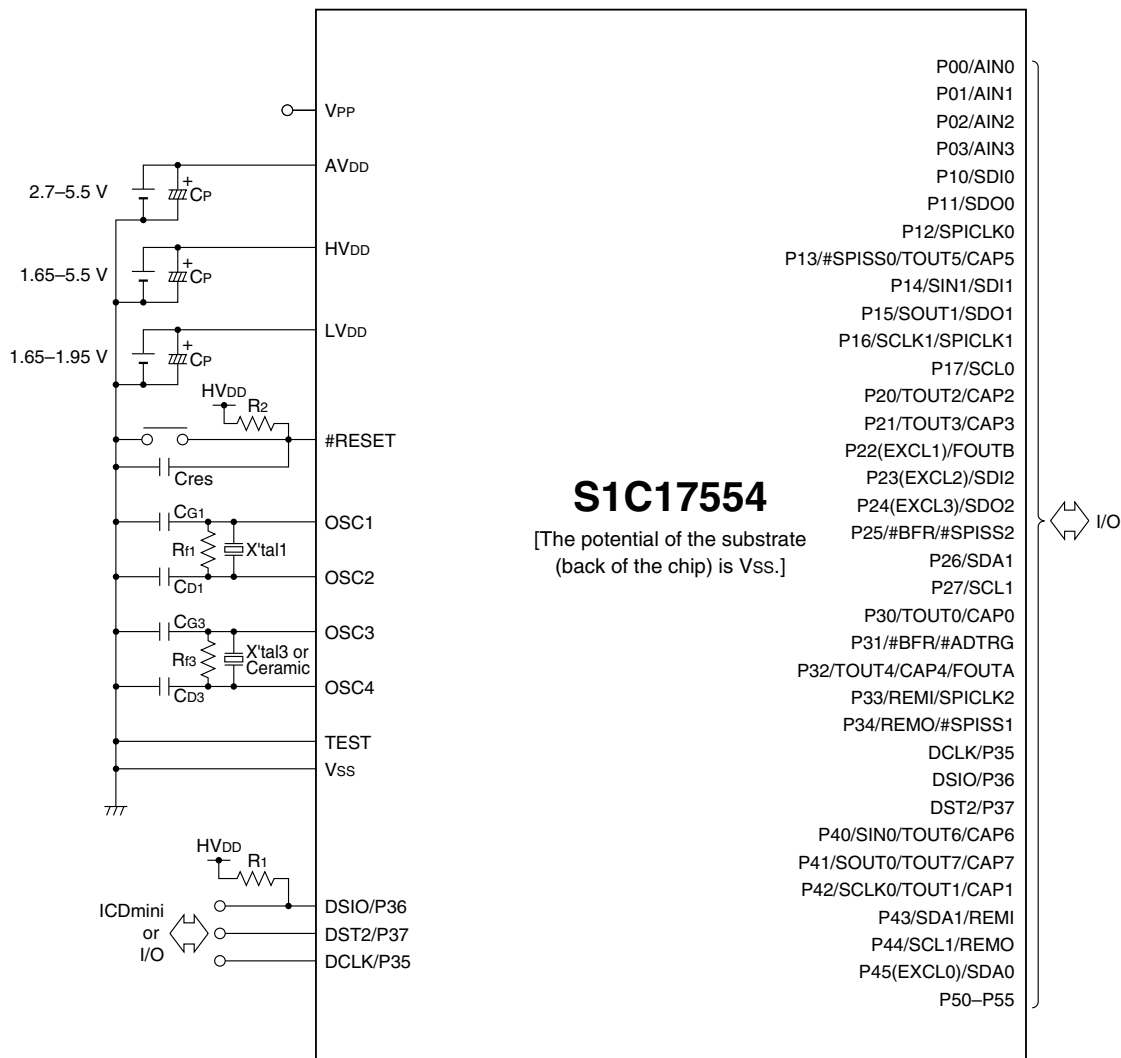 VPP
AVDD
2.7–5.5 V
+
CP
HVDD
1.65–5.5 V
+
CP
LVDD
1.65–1.95 V
+
CP
HVDD
R2
#RESET
Cres
CG1
OSC1
Rf1
X'tal1
OSC2
CD1
CG3
OSC3
Rf3
X'tal3 or
Ceramic
OSC4
CD3
TEST
VSS
HVDD
R1
ICDmini
or
I/O
DSIO/P36
DST2/P37
DCLK/P35
S1C17554
[The potential of the substrate
(back of the chip) is VSS.]
P00/AIN0
P01/AIN1
P02/AIN2
P03/AIN3
P10/SDI0
P11/SDO0
P12/SPICLK0
P13/#SPISS0/TOUT5/CAP5
P14/SIN1/SDI1
P15/SOUT1/SDO1
P16/SCLK1/SPICLK1
P17/SCL0
P20/TOUT2/CAP2
P21/TOUT3/CAP3
P22(EXCL1)/FOUTB
P23(EXCL2)/SDI2
P24(EXCL3)/SDO2
P25/#BFR/#SPISS2
P26/SDA1
P27/SCL1
P30/TOUT0/CAP0
P31/#BFR/#ADTRG
P32/TOUT4/CAP4/FOUTA
P33/REMI/SPICLK2
P34/REMO/#SPISS1
DCLK/P35
DSIO/P36
DST2/P37
P40/SIN0/TOUT6/CAP6
P41/SOUT0/TOUT7/CAP7
P42/SCLK0/TOUT1/CAP1
P43/SDA1/REMI
P44/SCL1/REMO
P45(EXCL0)/SDA0
P50–P55
I/O